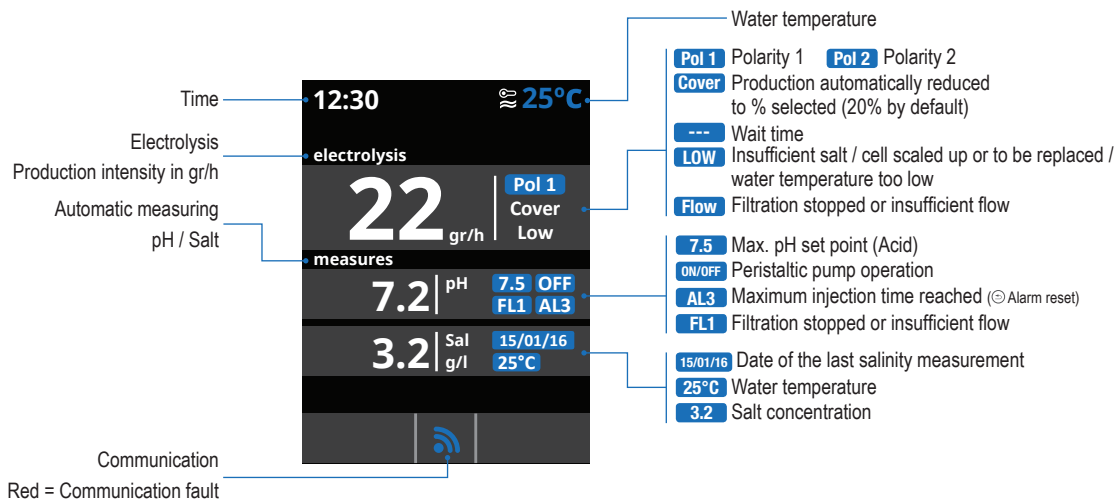 Water temperature
Pol 1 Polarity 1 Pol 2 Polarity 2
Cover Production automatically reduced
to % selected (20% by default)
--- Wait time
LOW Insufficient salt / cell scaled up or to be replaced /
water temperature too low
Flow Filtration stopped or insufficient flow
7.5 Max. pH set point (Acid)
ON/OFF Peristaltic pump operation
AL3 Maximum injection time reached (Alarm reset)
FL1 Filtration stopped or insufficient flow
15/01/16 Date of the last salinity measurement
25°C Water temperature
3.2 Salt concentration
Time
Electrolysis
Production intensity in gr/h
Automatic measuring
pH / Salt
Communication
Red = Communication fault
12:30 25°C
electrolysis
22 gr/h
Pol 1
Cover
Low
measures
7.2 pH 7.5 OFF
FL1 AL3
3.2 Sal 15/01/16
g/l 25°C